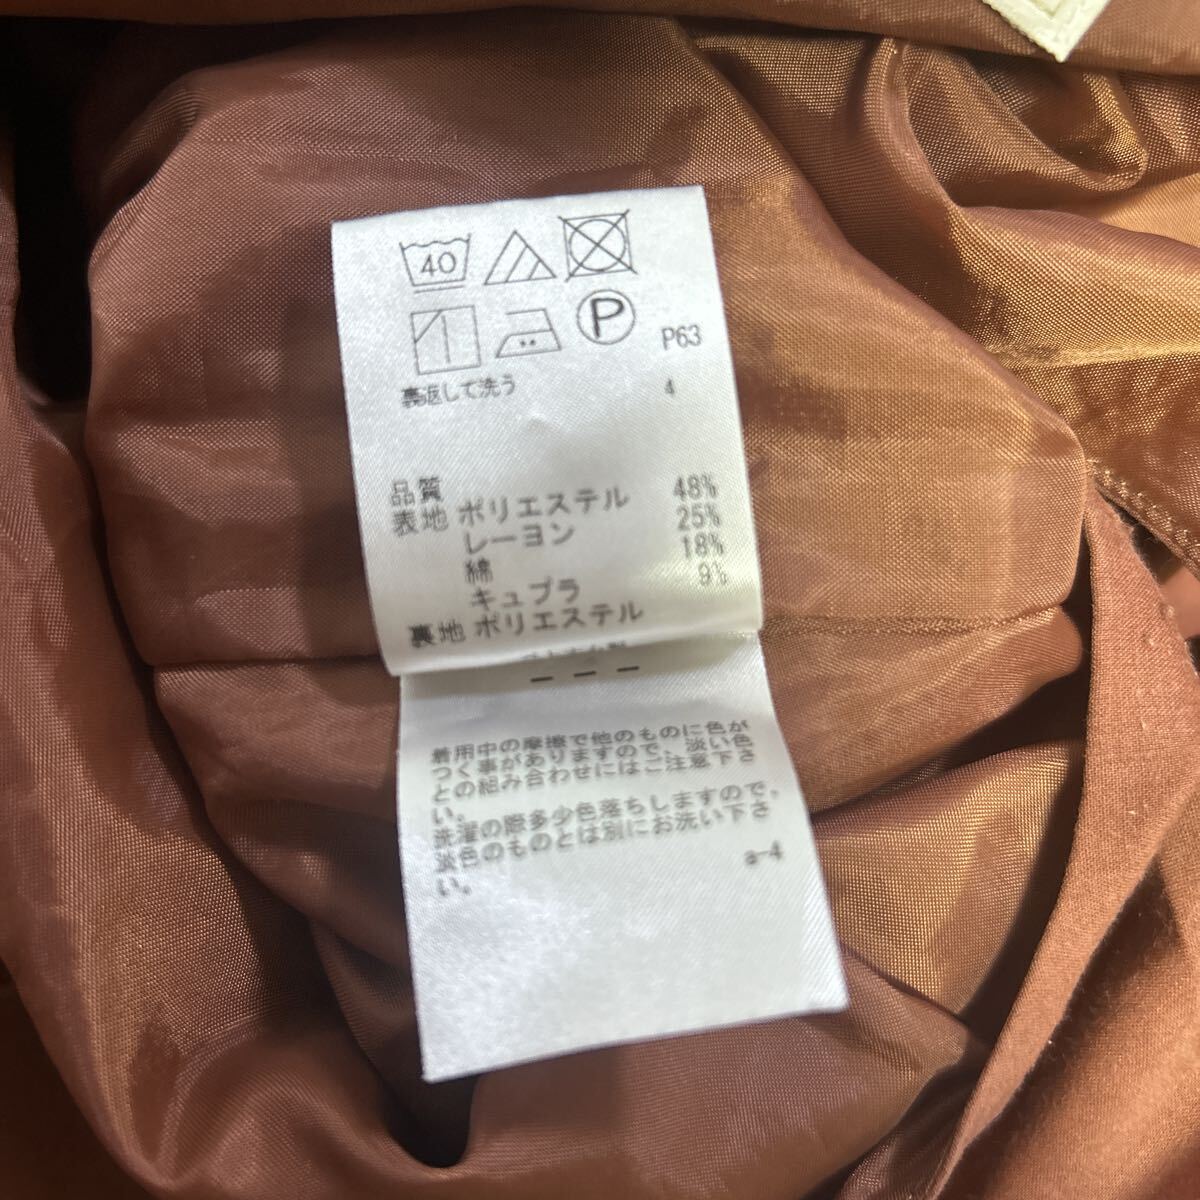 40
P
P63
裏返して洗う
4
品質
表地 ポリエステル 48%
レーヨン 25%
綿 18%
キュプラ 9%
裏地 ポリエステル
着用中の摩擦で他のものに色が
つく事がありますので、淡い色
との組み合わせにはご注意下さ
い。
洗濯の際多少色落ちしますので、
淡色のものとは別にお洗い下さ
い。
a-4